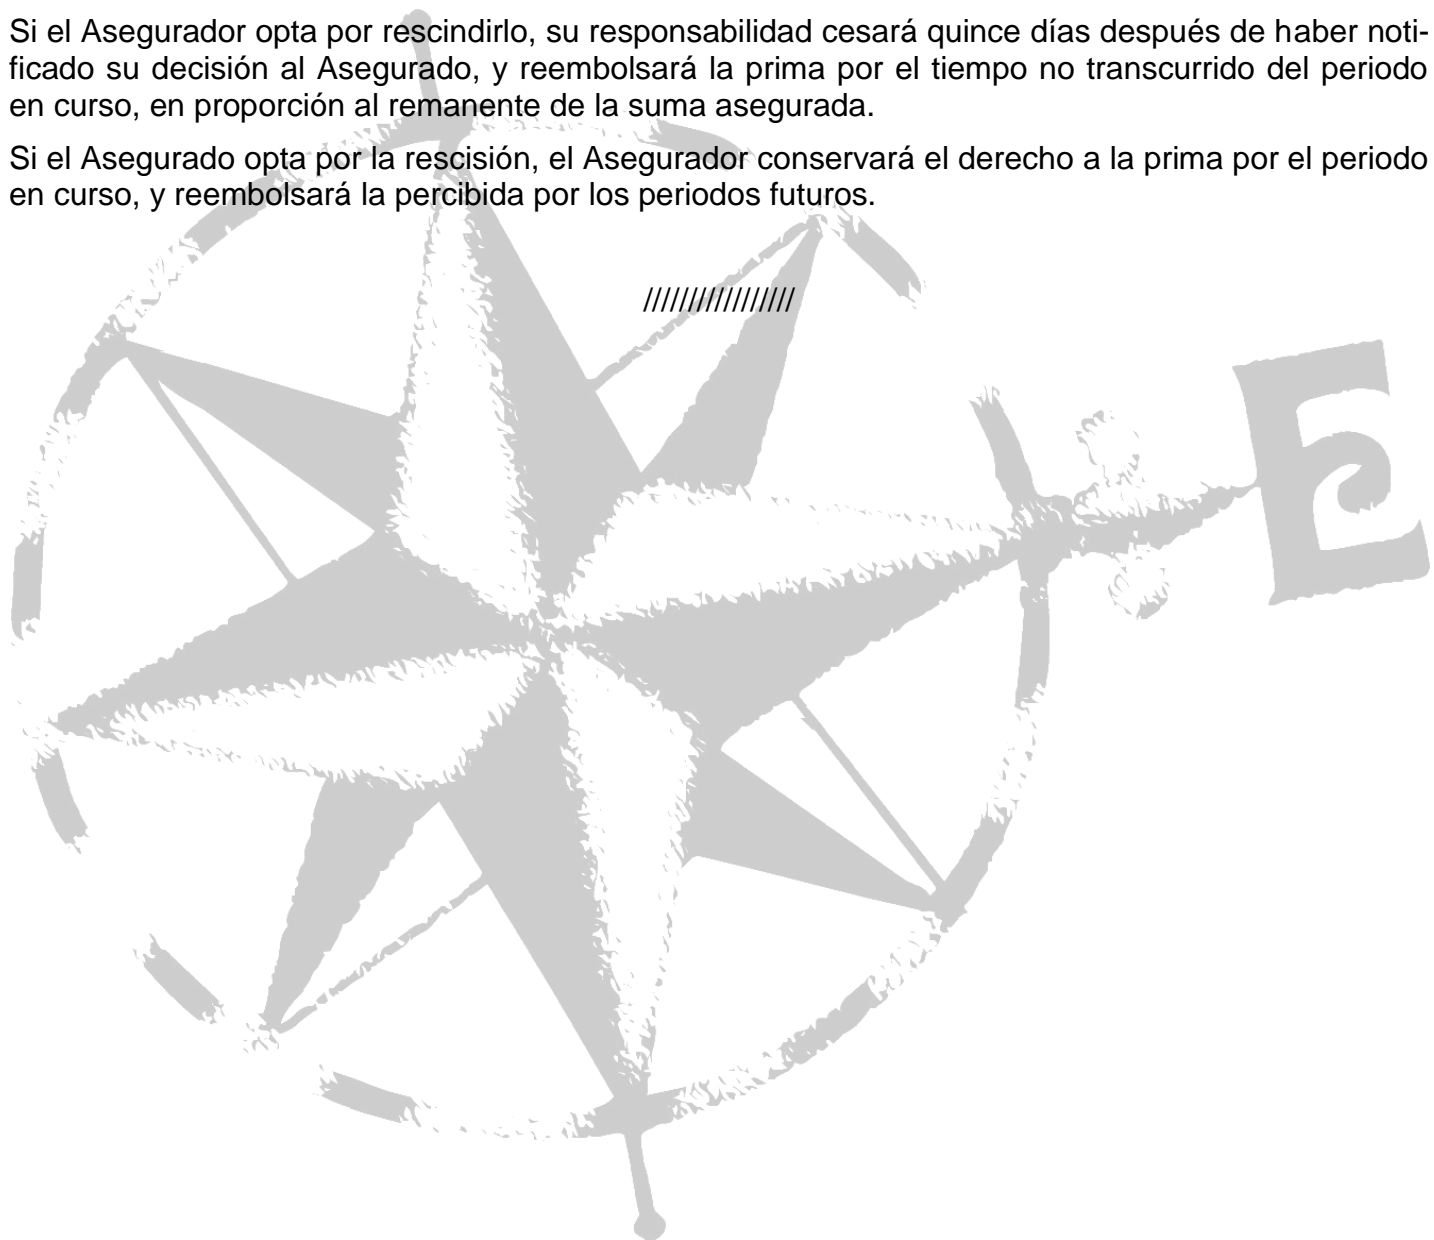 Si el Asegurador opta por rescindirlo, su responsabilidad cesará quince días después de haber noti-
ficado su decisión al Asegurado, y reembolsará la prima por el tiempo no transcurrido del periodo
en curso, en proporción al remanente de la suma asegurada.
Si el Asegurado opta por la rescisión, el Asegurador conservará el derecho a la prima por el periodo
en curso, y reembolsará la percibida por los periodos futuros.
/////////////////
E